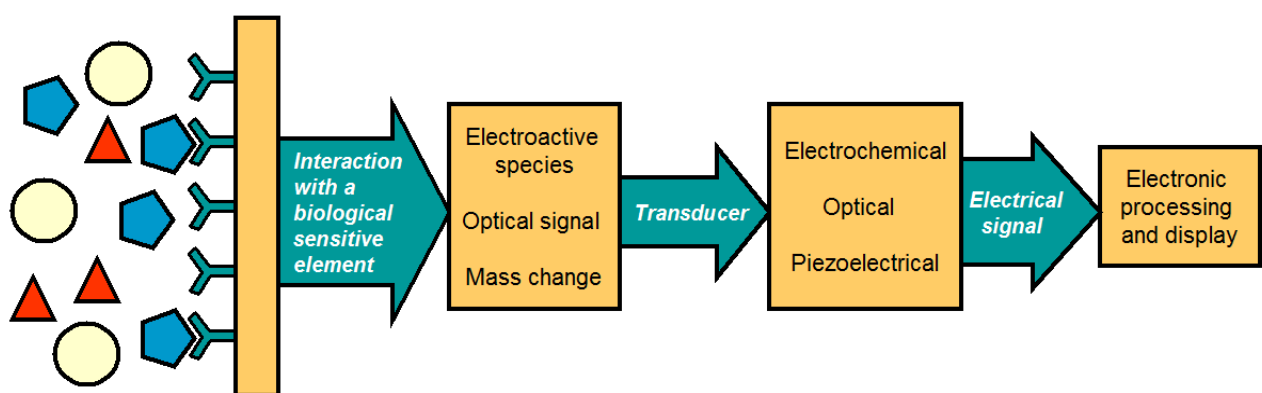 Interaction
with a
biological
sensitive
element
Electroactive
species
Optical signal
Mass change
Transducer
Electrochemical
Optical
Piezoelectrical
Electrical
signal
Electronic
processing
and display